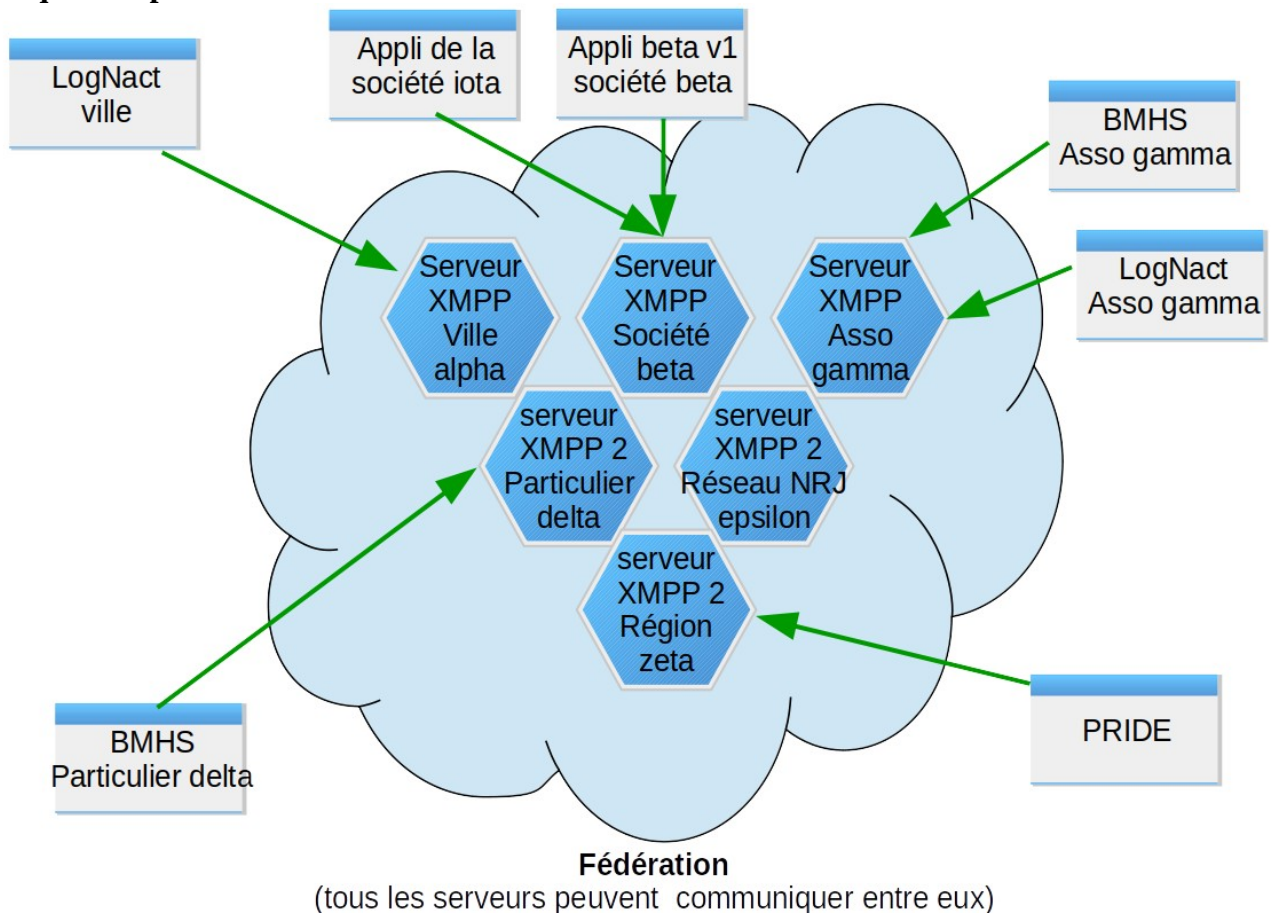 LogNact
ville
Appli de la
société iota
Appli beta v1
société beta
BMHS
Asso gamma
LogNact
Asso gamma
Serveur
XMPP
Ville
alpha
Serveur
XMPP
Société
beta
Serveur
XMPP
Asso
gamma
serveur
XMPP 2
Particulier
delta
serveur
XMPP 2
Réseau NRJ
epsilon
serveur
XMPP 2
Région
zeta
BMHS
Particulier delta
PRIDE
Fédération
(tous les serveurs peuvent communiquer entre eux)